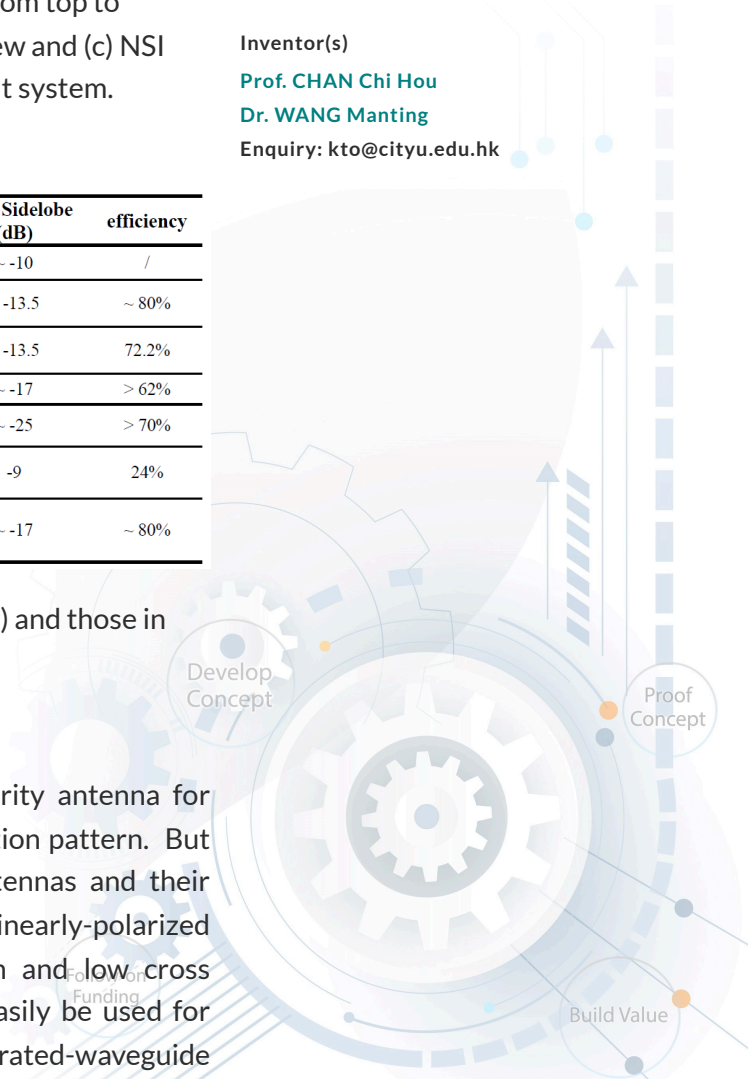 om top to
ew and (c) NSI
t system.
Inventor(s)
Prof. CHAN Chi Hou
Dr. WANG Manting
Enquiry: kto@cityu.edu.hk
Sidelobe efficiency
(dB)
~ -10 /
-13.5 ~ 80%
-13.5 72.2%
~ -17 > 62%
~ -25 > 70%
-9 24%
~ -17 ~ 80%
) and those in
Develop
Concept
Proof
Concept
rity antenna for
tion pattern. But
tennas and their
inearly-polarized
n and low cross
Follow-on
Funding
asily be used for
Build Value
rated-waveguide